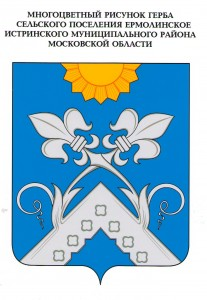 МНОГОЦВЕТНЫЙ РИСУНОК ГЕРБА
СЕЛЬСКОГО ПОСЕЛЕНИЯ ЕРМОЛИНСКОЕ
ИСТРИНСКОГО МУНИЦИПАЛЬНОГО РАЙОНА
МОСКОВСКОЙ ОБЛАСТИ